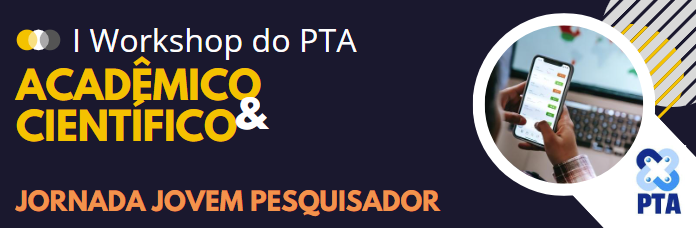 I Workshop do PTA
ACADÊMICO
&
CIENTÍFICO
JORNADA JOVEM PESQUISADOR
PTA